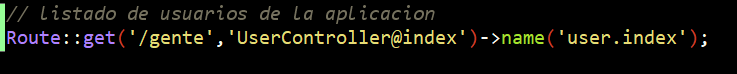 // listado de usuarios de la aplicacion
Route::get('/gente','UserController@index')->name('user.index');